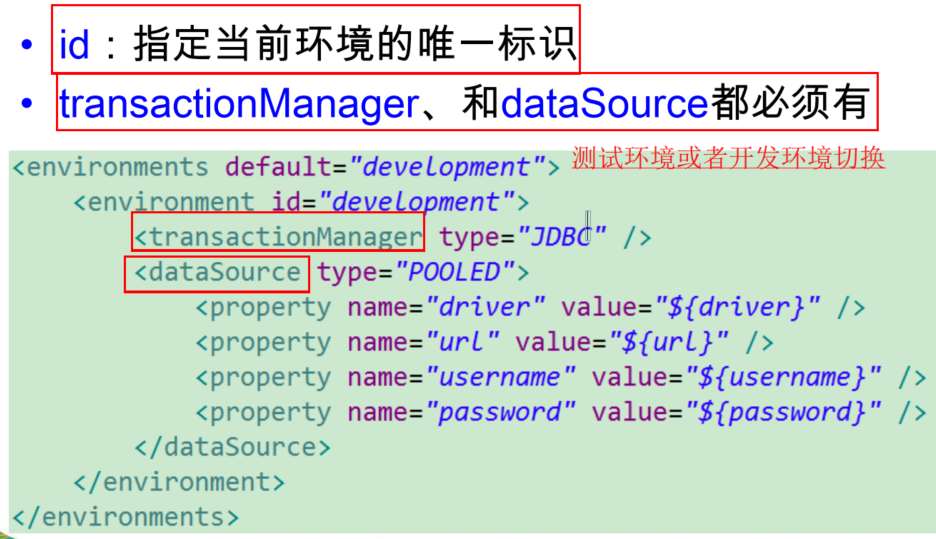 • id：指定当前环境的唯一标识
• transactionManager、和dataSource都必须有
<environments default="development"> 测试环境或者开发环境切换
<environment id="development">
<transactionManager type="JDBC" />
<dataSource type="POOLED">
<property name="driver" value="${driver}" />
<property name="url" value="${url}" />
<property name="username" value="${username}" />
<property name="password" value="${password}" />
</dataSource>
</environment>
</environments>